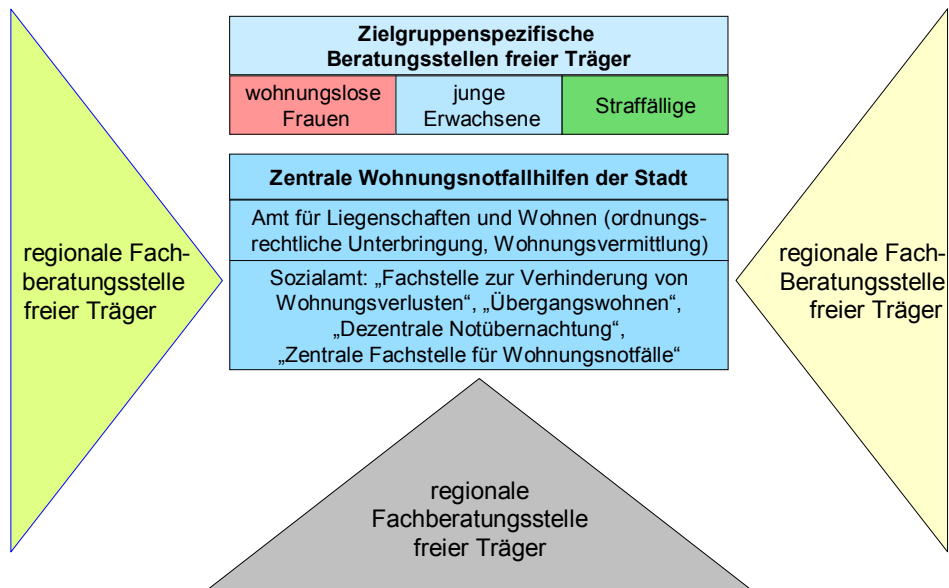 Zielgruppenspezifische
Beratungsstellen freier Träger
wohnungslose
Frauen
junge
Erwachsene
Straffällige
Zentrale Wohnungsnotfallhilfen der Stadt
Amt für Liegenschaften und Wohnen (ordnungs-
rechtliche Unterbringung, Wohnungsvermittlung)
Sozialamt: „Fachstelle zur Verhinderung von
Wohnungsverlusten“, „Übergangswohnen“,
„Dezentrale Notübernachtung“,
„Zentrale Fachstelle für Wohnungsnotfälle“
regionale Fach-
beratungsstelle
freier Träger
regionale Fach-
Beratungsstelle
freier Träger
regionale
Fachberatungsstelle
freier Träger